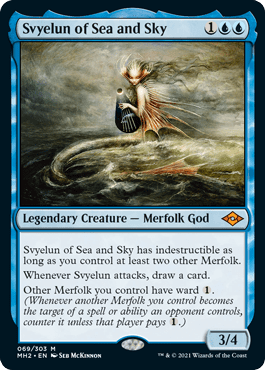 Svyelun of Sea and Sky 1
Legendary Creature — Merfolk God
Svyelun of Sea and Sky has indestructible as
long as you control at least two other Merfolk.
Whenever Svyelun attacks, draw a card.
Other Merfolk you control have ward 1.
(Whenever another Merfolk you control becomes
the target of a spell or ability an opponent controls,
counter it unless that player pays 1.)
3/4
069/303 M
MH2 • EN Seb McKinnon
™ & © 2021 Wizards of the Coast